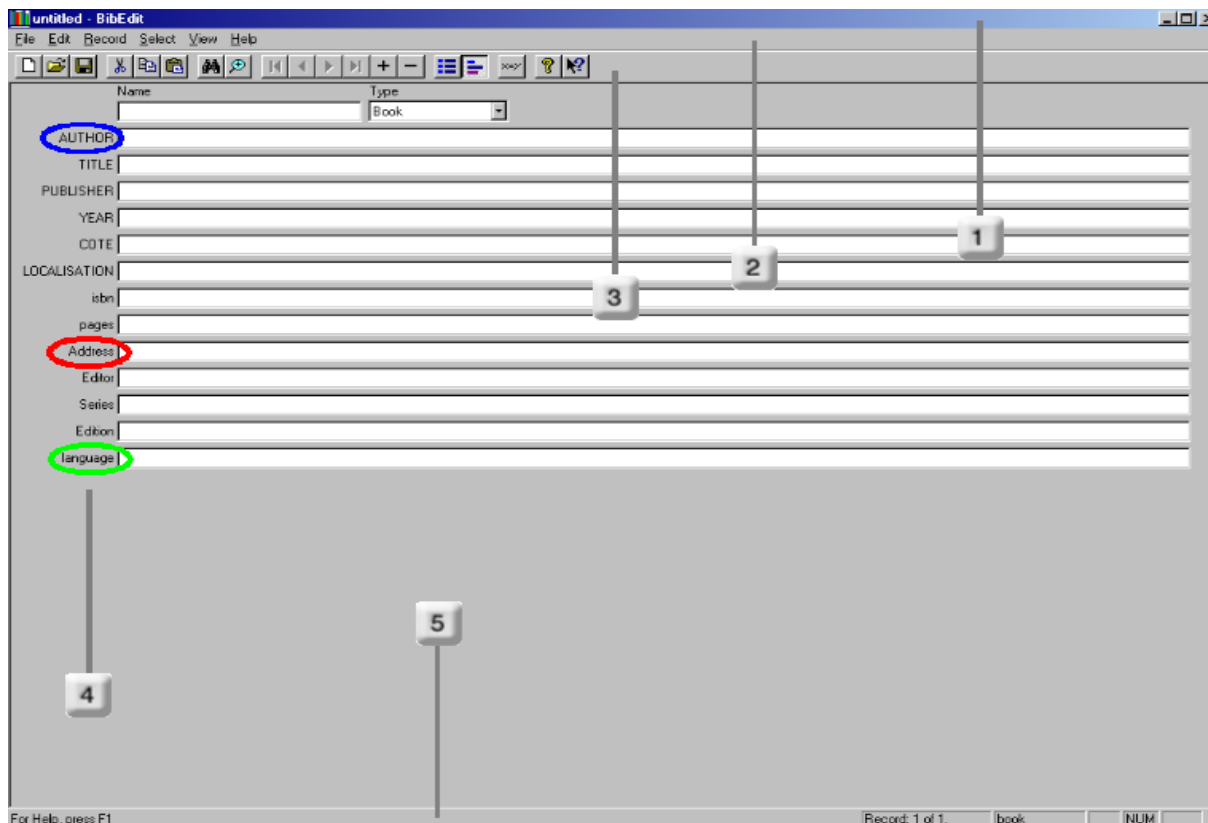 untitled - BibEdit
File Edit Record Select View Help
Name Type
Book
AUTHOR
TITLE
PUBLISHER
YEAR
COTE
1
LOCALISATION
2
isbn
3
pages
Address
Editor
Series
Edition
language
5
4
For Help, press F1 Record: 1 of 1. book NUM